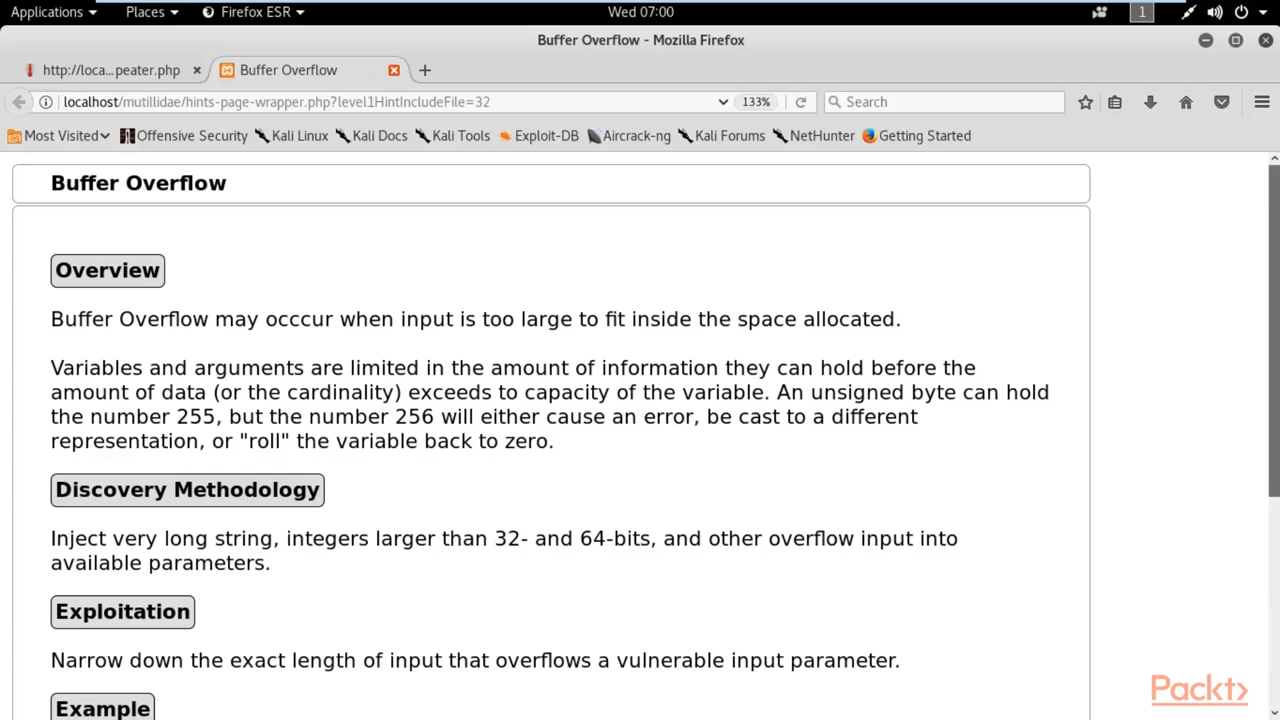 Applications Places Firefox ESR Wed 07:00 1
Buffer Overflow - Mozilla Firefox
http://loca...peater.php Buffer Overflow
localhost/mutillidae/hints-page-wrapper.php?level1HintIncludeFile=32 133% Search
Most Visited Offensive Security Kali Linux Kali Docs Kali Tools Exploit-DB Aircrack-ng Kali Forums NetHunter Getting Started
Buffer Overflow
Overview
Buffer Overflow may occcur when input is too large to fit inside the space allocated.
Variables and arguments are limited in the amount of information they can hold before the
amount of data (or the cardinality) exceeds to capacity of the variable. An unsigned byte can hold
the number 255, but the number 256 will either cause an error, be cast to a different
representation, or "roll" the variable back to zero.
Discovery Methodology
Inject very long string, integers larger than 32- and 64-bits, and other overflow input into
available parameters.
Exploitation
Narrow down the exact length of input that overflows a vulnerable input parameter.
Example
Packt>